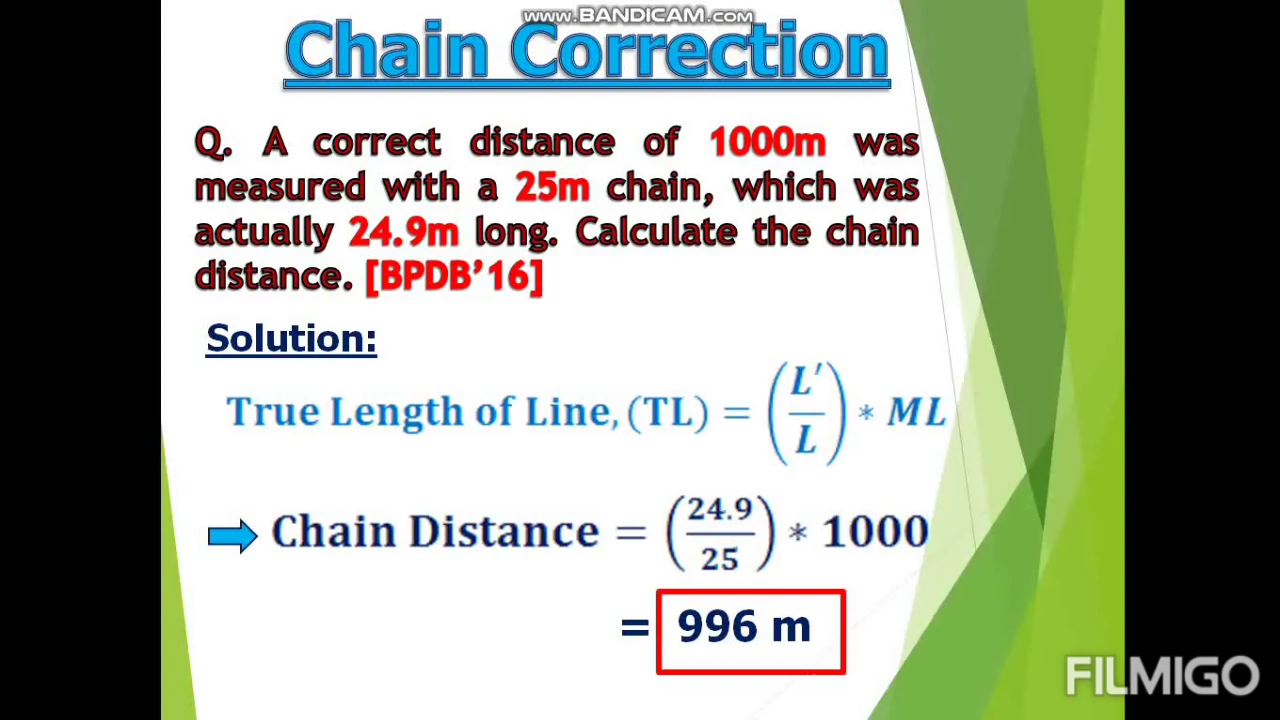 www.BANDICAM.com
Chain Correction
Q. A correct distance of 1000m was
measured with a 25m chain, which was
actually 24.9m long. Calculate the chain
distance. [BPDB’16]
Solution:
True Length of Line, (TL) = (L′/L) * ML
Chain Distance = (24.9/25) * 1000
= 996 m
FILMIGO